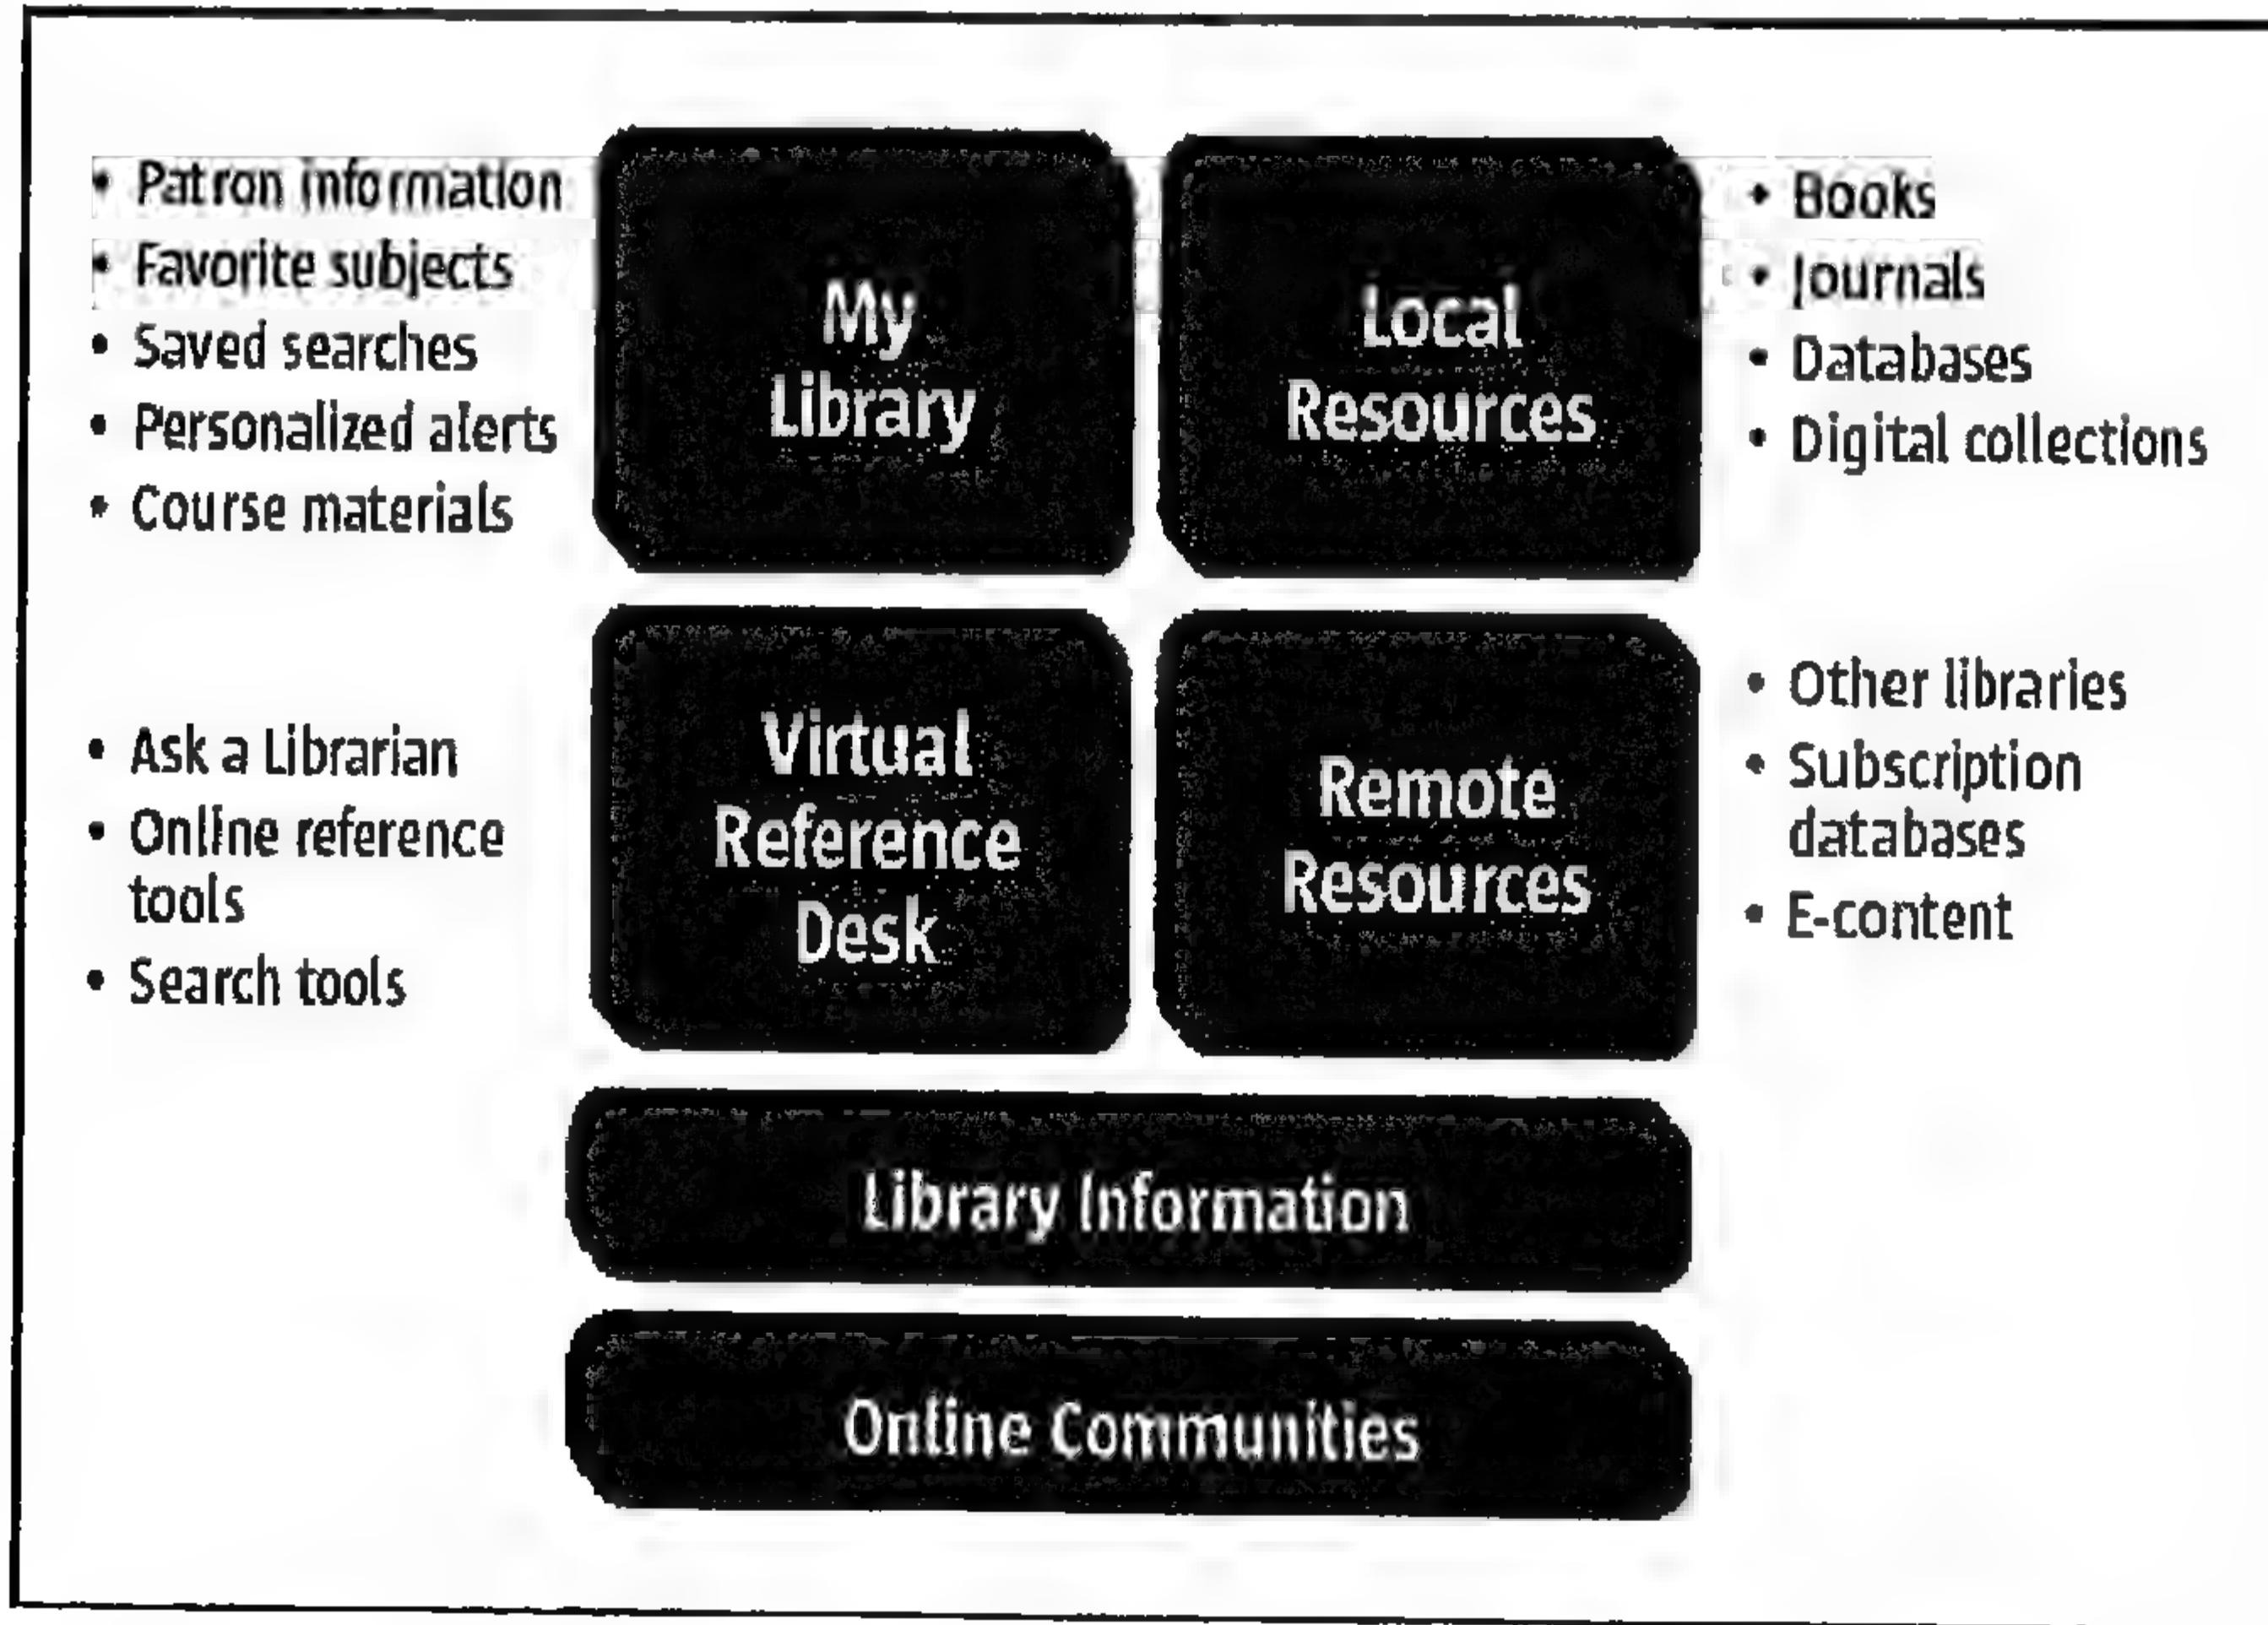 • Patron information
• Favorite subjects
• Saved searches
• Personalized alerts
• Course materials
My
Library
Local
Resources
• Books
• Journals
• Databases
• Digital collections
• Ask a Librarian
• Online reference
tools
• Search tools
Virtual
Reference
Desk
Remote
Resources
• Other libraries
• Subscription
databases
• E-content
Library Information
Online Communities